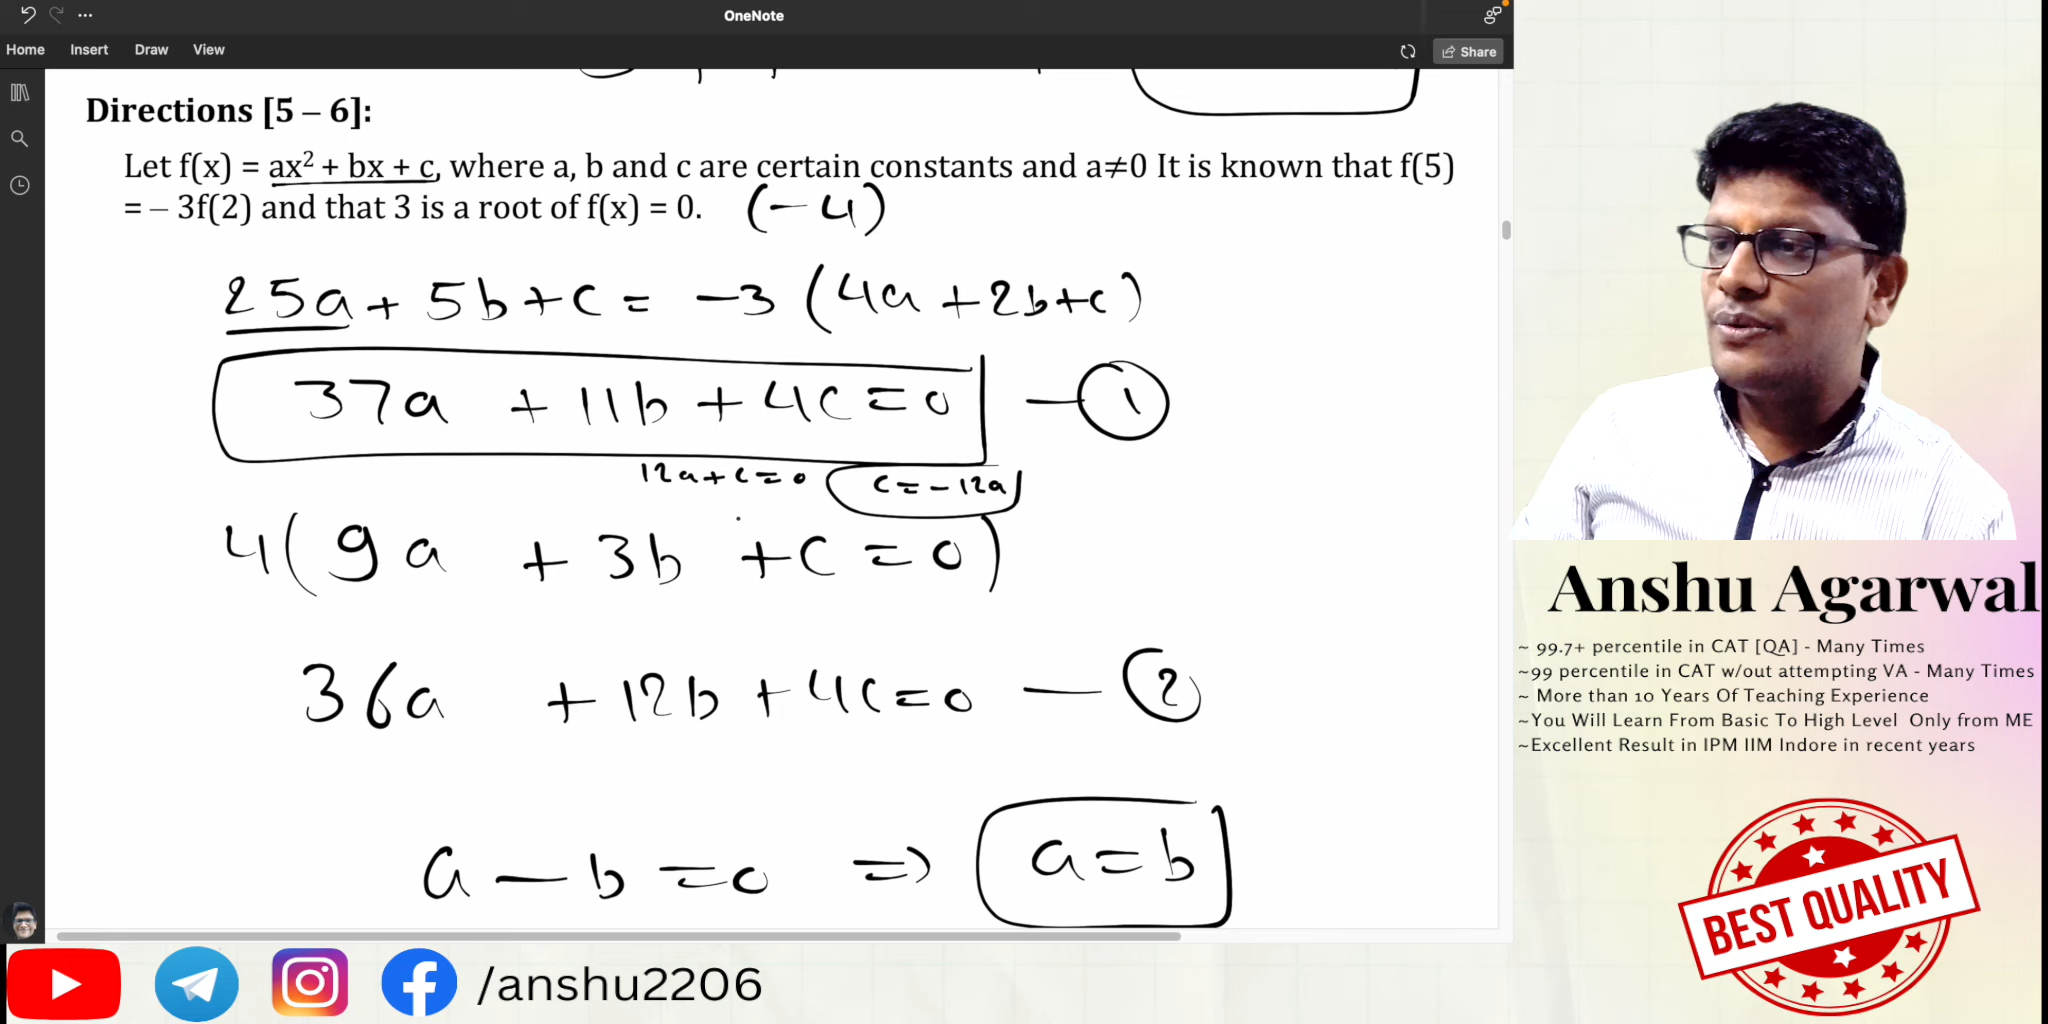 OneNote
Home Insert Draw View
Share
Directions [5 – 6]:
Let f(x) = ax² + bx + c, where a, b and c are certain constants and a≠0 It is known that f(5)
= – 3f(2) and that 3 is a root of f(x) = 0. (-4)
25a + 5b + c = -3 (4a + 2b + c)
37a + 11b + 4c = 0 — 1
12a + c = 0 c = -12a
4(9a + 3b + c = 0)
36a + 12b + 4c = 0 — 2
a - b = 0 => a = b
Anshu Agarwal
~ 99.7+ percentile in CAT [QA] - Many Times
~99 percentile in CAT w/out attempting VA - Many Times
~ More than 10 Years Of Teaching Experience
~You Will Learn From Basic To High Level Only from ME
~Excellent Result in IPM IIM Indore in recent years
BEST QUALITY
/anshu2206